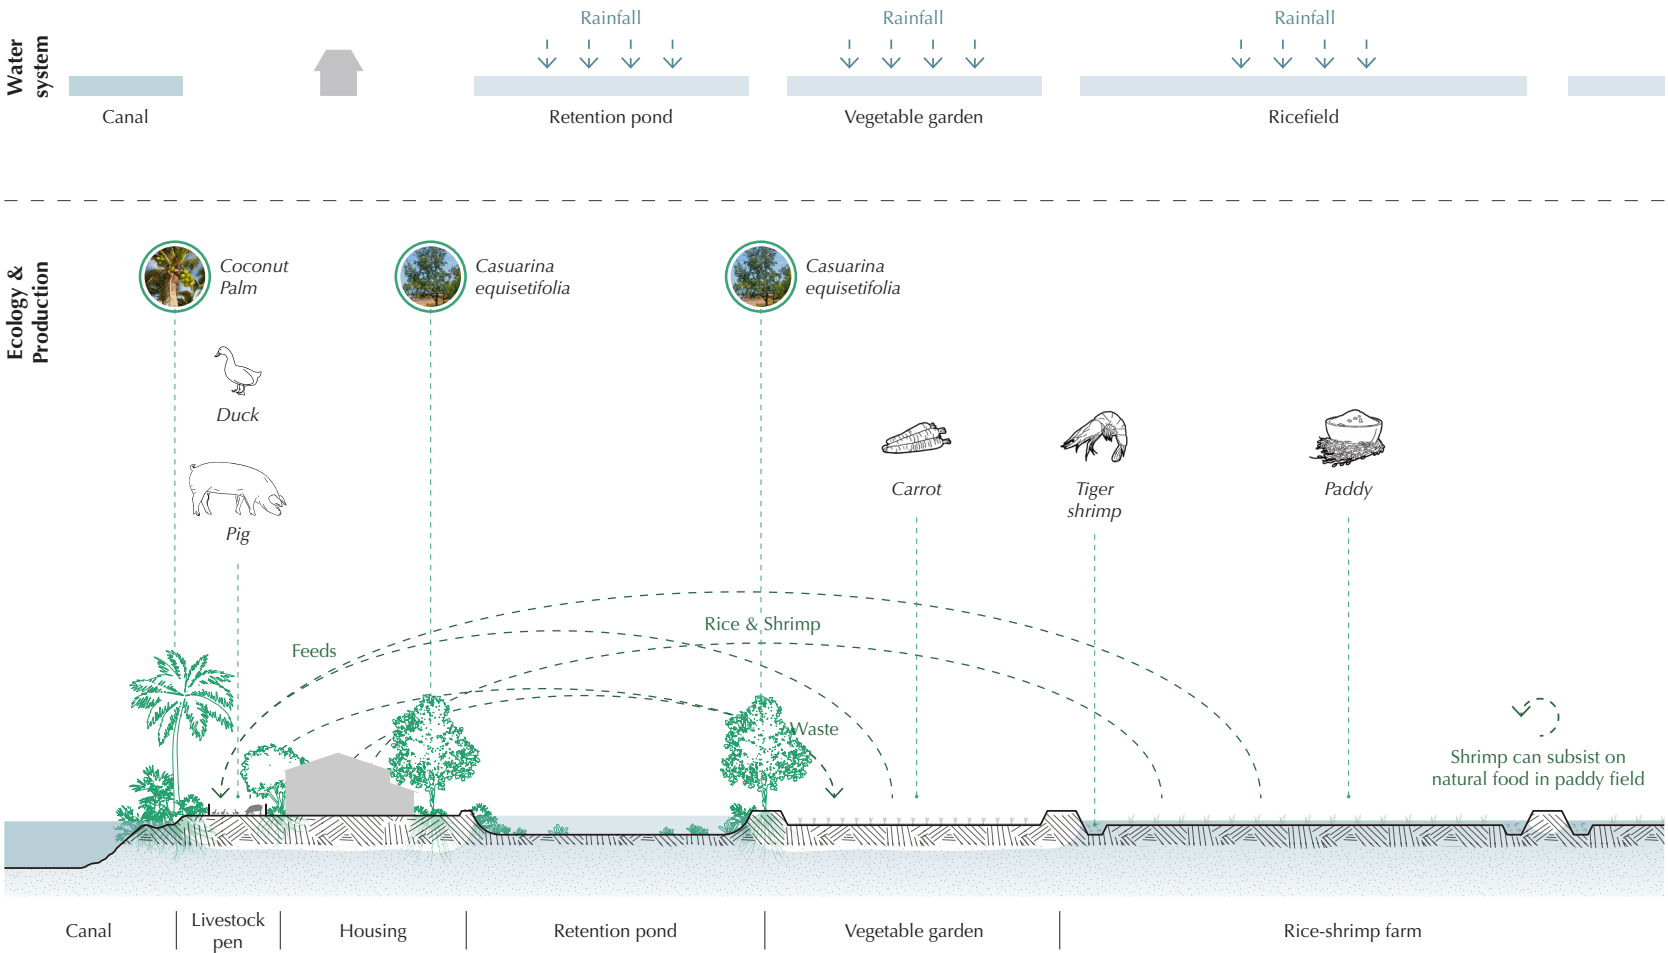 Water
system
Rainfall
Rainfall
Rainfall
Canal
Retention pond
Vegetable garden
Ricefield
Ecology &
Production
Coconut
Palm
Casuarina
equisetifolia
Casuarina
equisetifolia
Duck
Pig
Carrot
Tiger
shrimp
Paddy
Rice & Shrimp
Feeds
Waste
Shrimp can subsist on
natural food in paddy field
Canal
Livestock
pen
Housing
Retention pond
Vegetable garden
Rice-shrimp farm